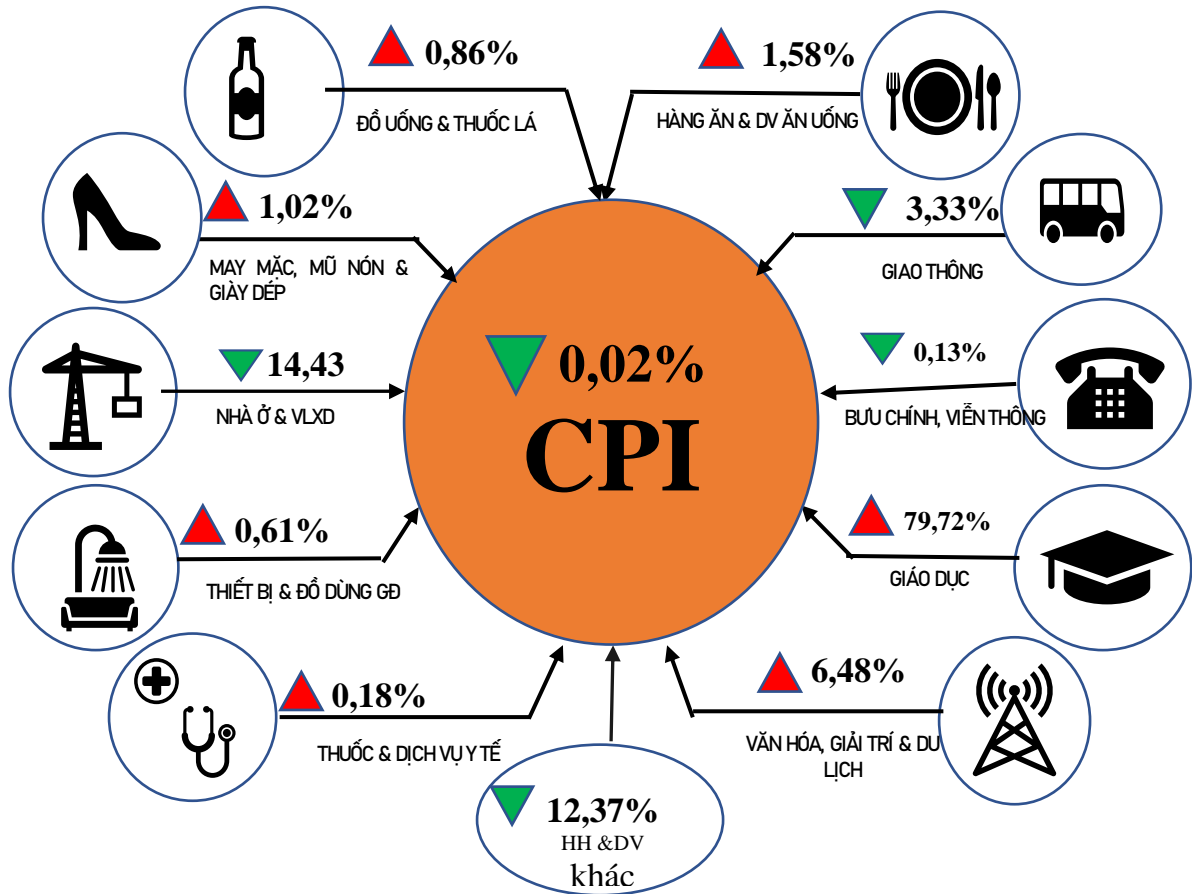 0,86%
ĐỒ UỐNG & THUỐC LÁ
1,58%
HÀNG ĂN & DV ĂN UỐNG
1,02%
MAY MẶC, MŨ NÓN &
GIÀY DÉP
3,33%
GIAO THÔNG
14,43
NHÀ Ở & VLXD
0,02%
CPI
0,13%
BƯU CHÍNH, VIỄN THÔNG
0,61%
THIẾT BỊ & ĐỒ DÙNG GĐ
79,72%
GIÁO DỤC
0,18%
THUỐC & DỊCH VỤ Y TẾ
6,48%
VĂN HÓA, GIẢI TRÍ & DU
LỊCH
12,37%
HH &DV
khác